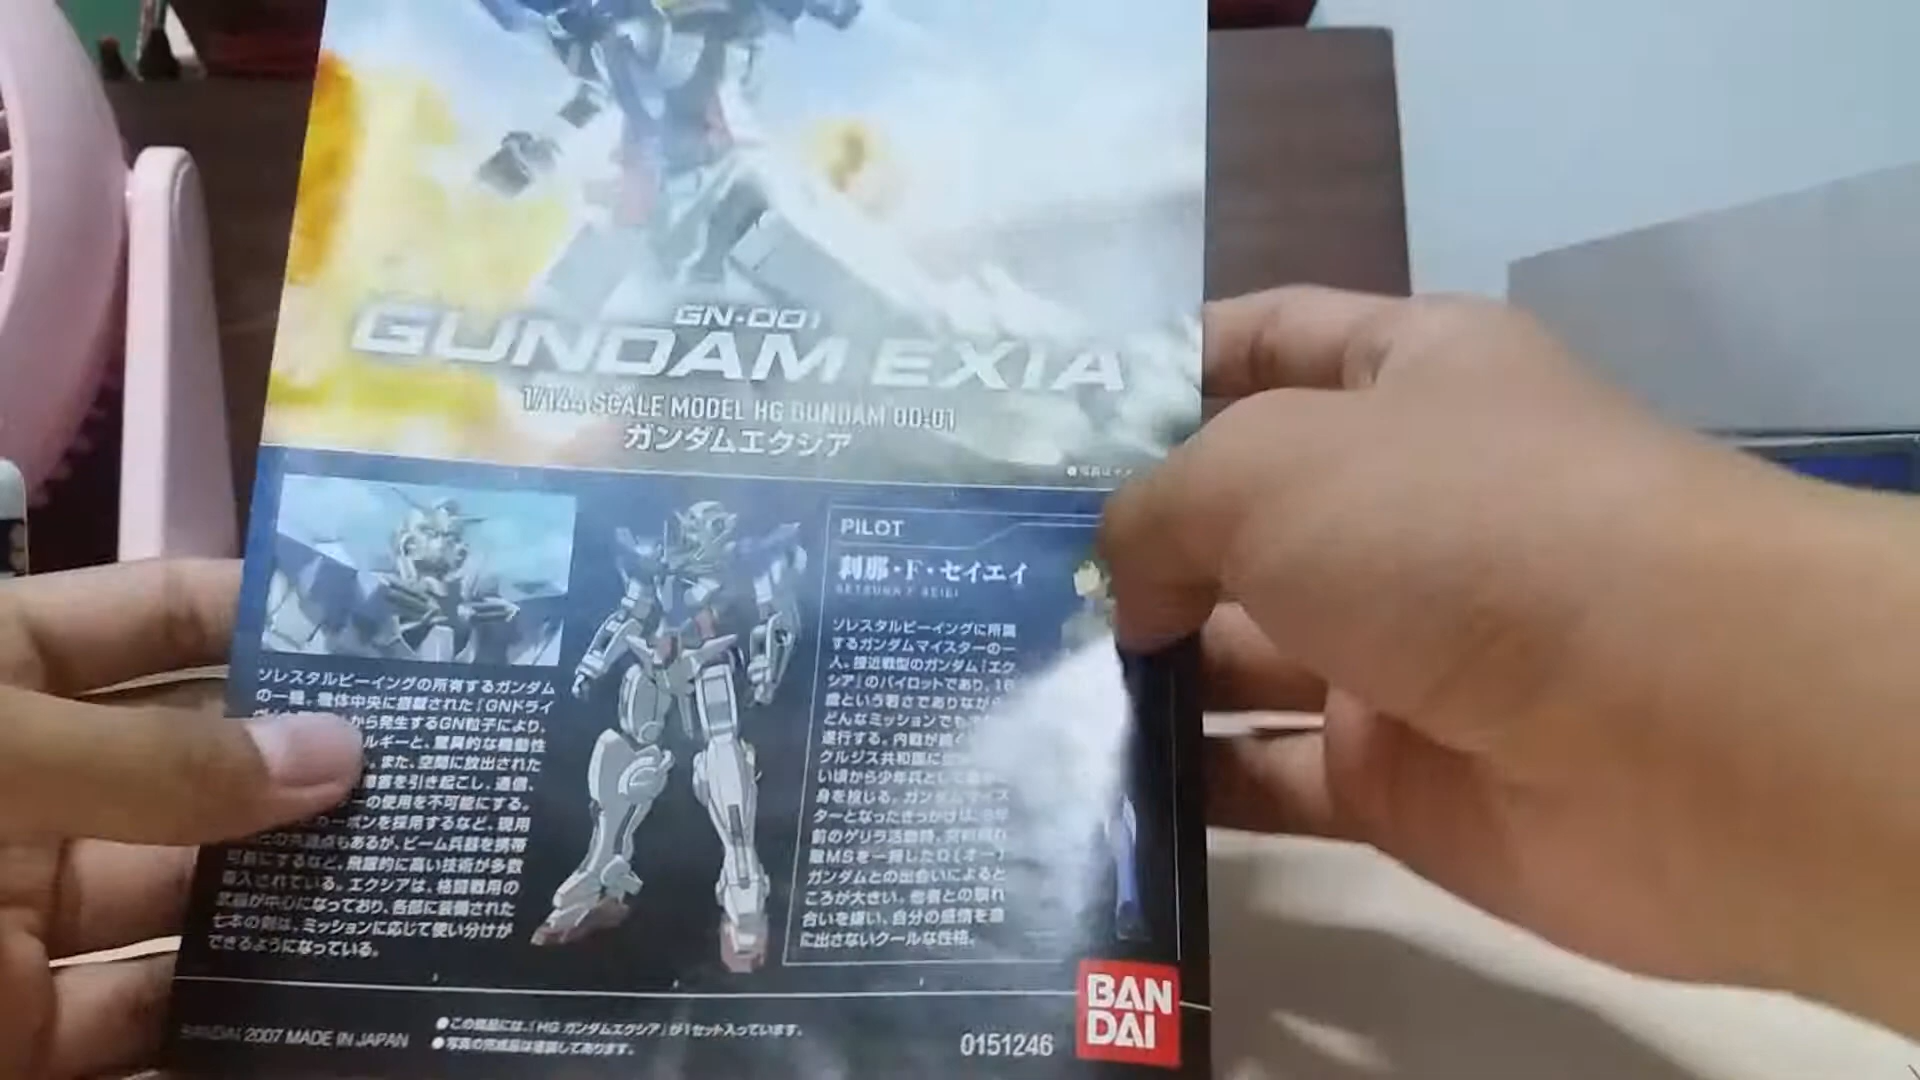 GN-001
GUNDAM EXIA
1/144 SCALE MODEL HG GUNDAM 00-01
ガンダムエクシア
●写真は
ソレスタルビーイングの所有するガンダム
の一機。機体中央に搭載された「GNドライ
から発生するGN粒子により、
ルギーと、驚異的な機動性
。また、空間に放出された
障害を引き起こし、通信、
ーの使用を不可能にする。
ーボンを採用するなど、現用
との共通点もあるが、ビーム兵器を携帯
可能にするなど、飛躍的に高い技術が多数
導入されている。エクシアは、格闘戦用の
武器が中心になっており、各部に装備された
七本の剣は、ミッションに応じて使い分けが
できるようになっている。
PILOT
刹那・F・セイエイ
SETSUNA F SEIEI
ソレスタルビーイングに所属
するガンダムマイスターの一
人。接近戦型のガンダム「エク
シア」のパイロットであり、16
歳という若さでありながら
どんなミッションでも
遂行する。内戦が続く
クルジス共和国に
い頃から少年兵として
身を投じる。ガンダムマイス
ターとなったきっかけは、
前のゲリラ活動時、
敵MSを一掃したO(オー)
ガンダムとの出会いによると
ころが大きい。他者との馴れ
合いを嫌い、自分の感情を意
に出さないクールな性格。
BANDAI 2007 MADE IN JAPAN
●この商品には、「HG ガンダムエクシア」が1セット入っています。
●写真の完成品は塗装してあります。
0151246
BAN
DAI